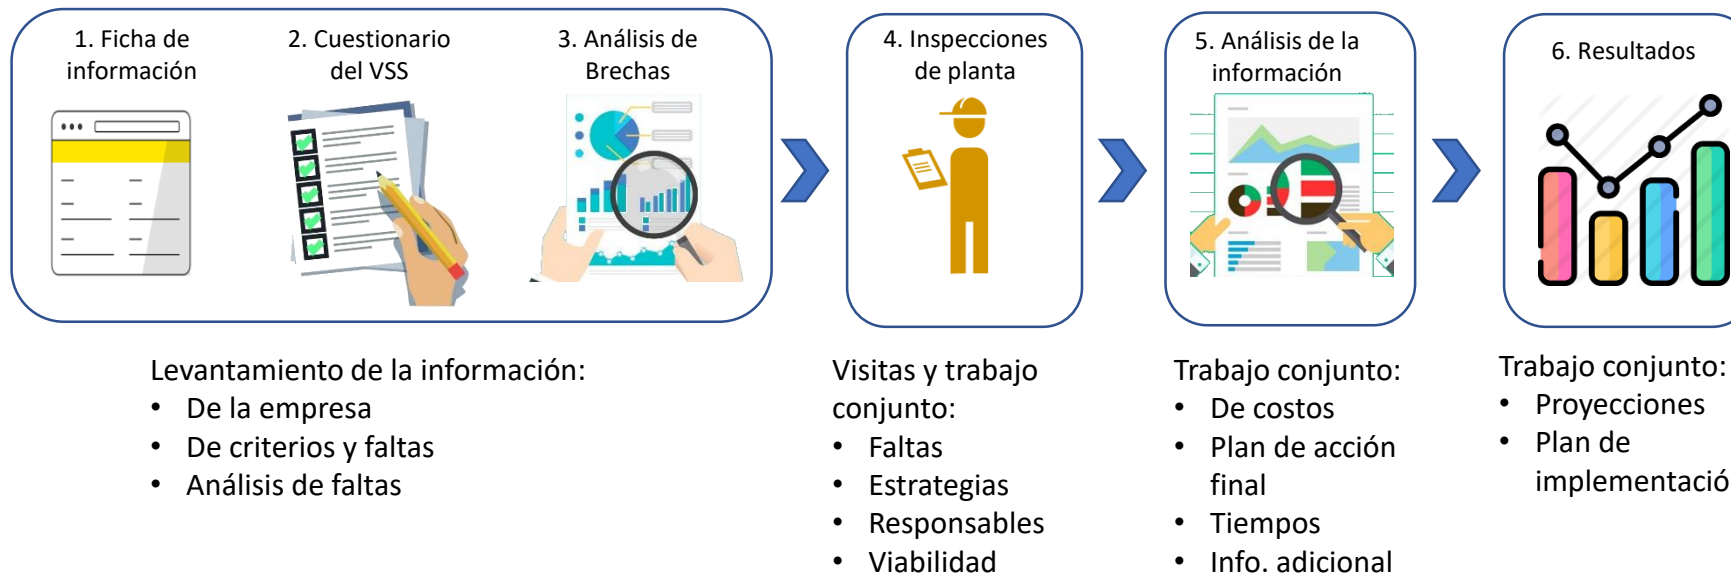 1. Ficha de
información
2. Cuestionario
del VSS
3. Análisis de
Brechas
4. Inspecciones
de planta
5. Análisis de la
información
6. Resultados
Levantamiento de la información:
• De la empresa
• De criterios y faltas
• Análisis de faltas
Visitas y trabajo
conjunto:
• Faltas
• Estrategias
• Responsables
• Viabilidad
Trabajo conjunto:
• De costos
• Plan de acción
final
• Tiempos
• Info. adicional
Trabajo conjunto:
• Proyecciones
• Plan de
implementació